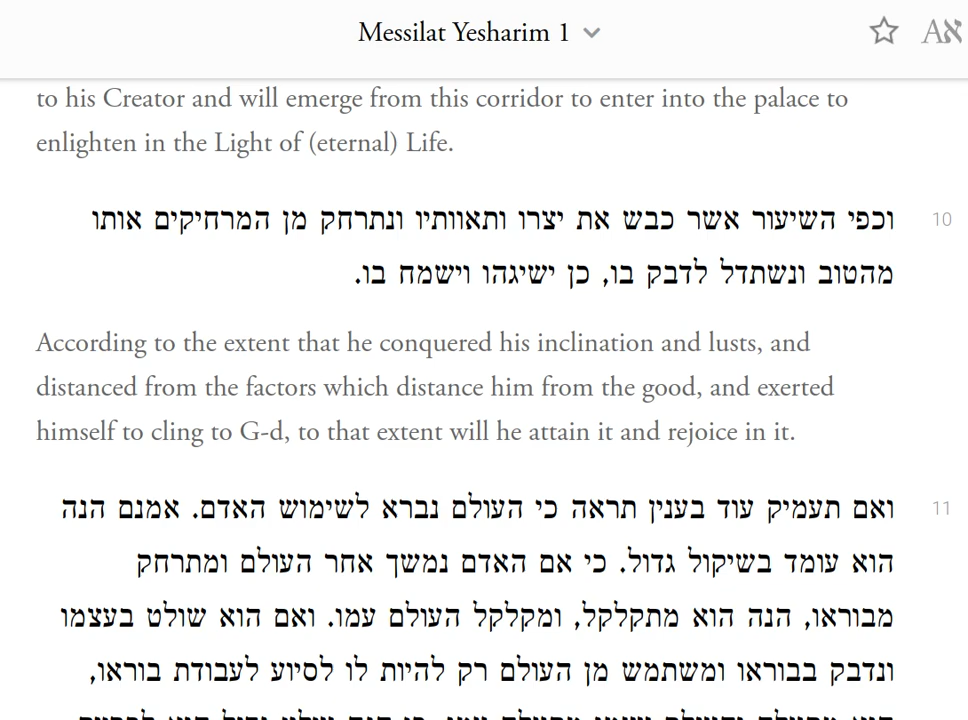 Messilat Yesharim 1
Aא
to his Creator and will emerge from this corridor to enter into the palace to
enlighten in the Light of (eternal) Life.
10
וכפי השיעור אשר כבש את יצרו ותאוותיו ונתרחק מן המרחיקים אותו
מהטוב ונשתדל לדבק בו, כן ישיגהו וישמח בו.
According to the extent that he conquered his inclination and lusts, and
distanced from the factors which distance him from the good, and exerted
himself to cling to G-d, to that extent will he attain it and rejoice in it.
11
ואם תעמיק עוד בענין תראה כי העולם נברא לשימוש האדם. אמנם הנה
הוא עומד בשיקול גדול. כי אם האדם נמשך אחר העולם ומתרחק
מבוראו, הנה הוא מתקלקל, ומקלקל העולם עמו. ואם הוא שולט בעצמו
ונדבק בבוראו ומשתמש מן העולם רק להיות לו לסיוע לעבודת בוראו,